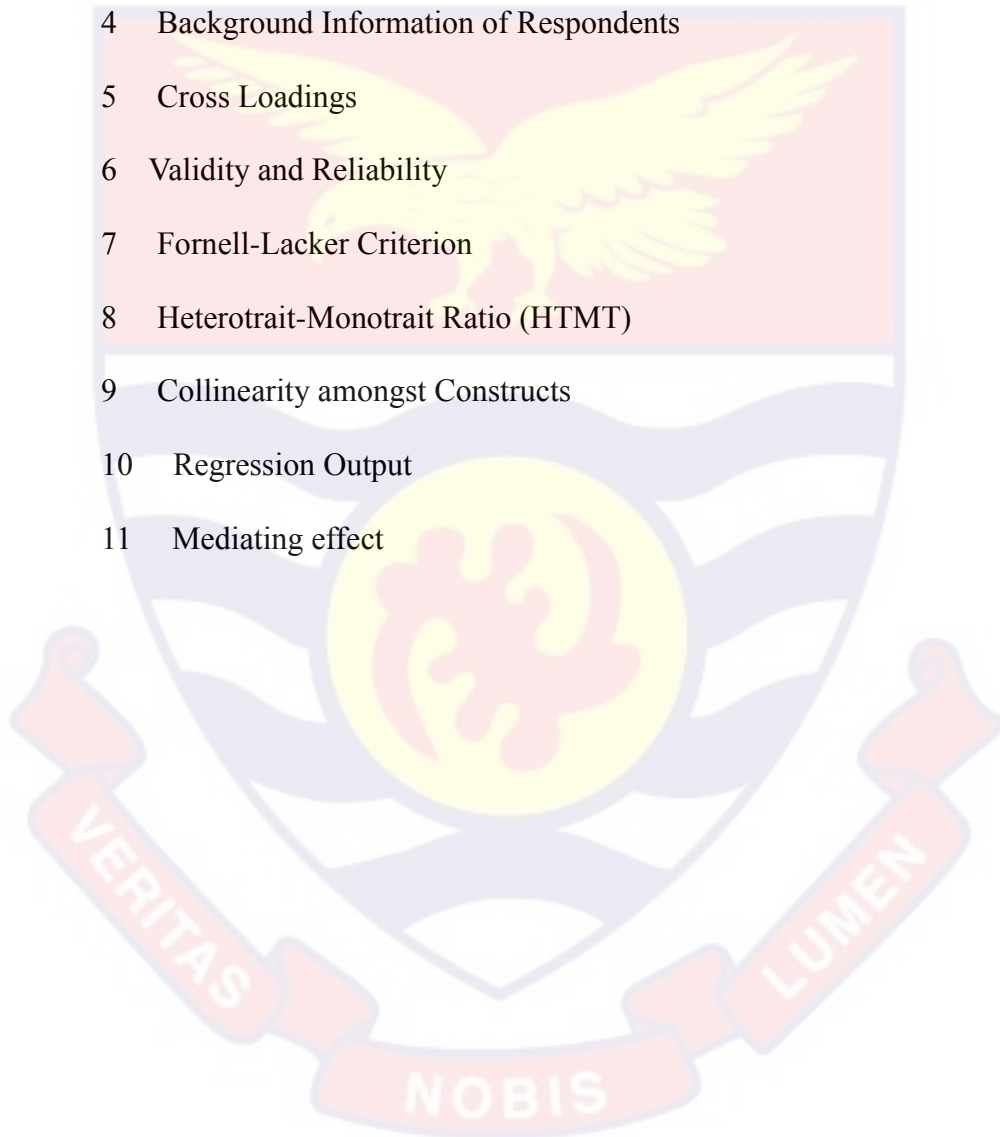 4 Background Information of Respondents
5 Cross Loadings
6 Validity and Reliability
7 Fornell-Lacker Criterion
8 Heterotrait-Monotrait Ratio (HTMT)
9 Collinearity amongst Constructs
10 Regression Output
11 Mediating effect
VERITAS
NOBIS
LUMEN